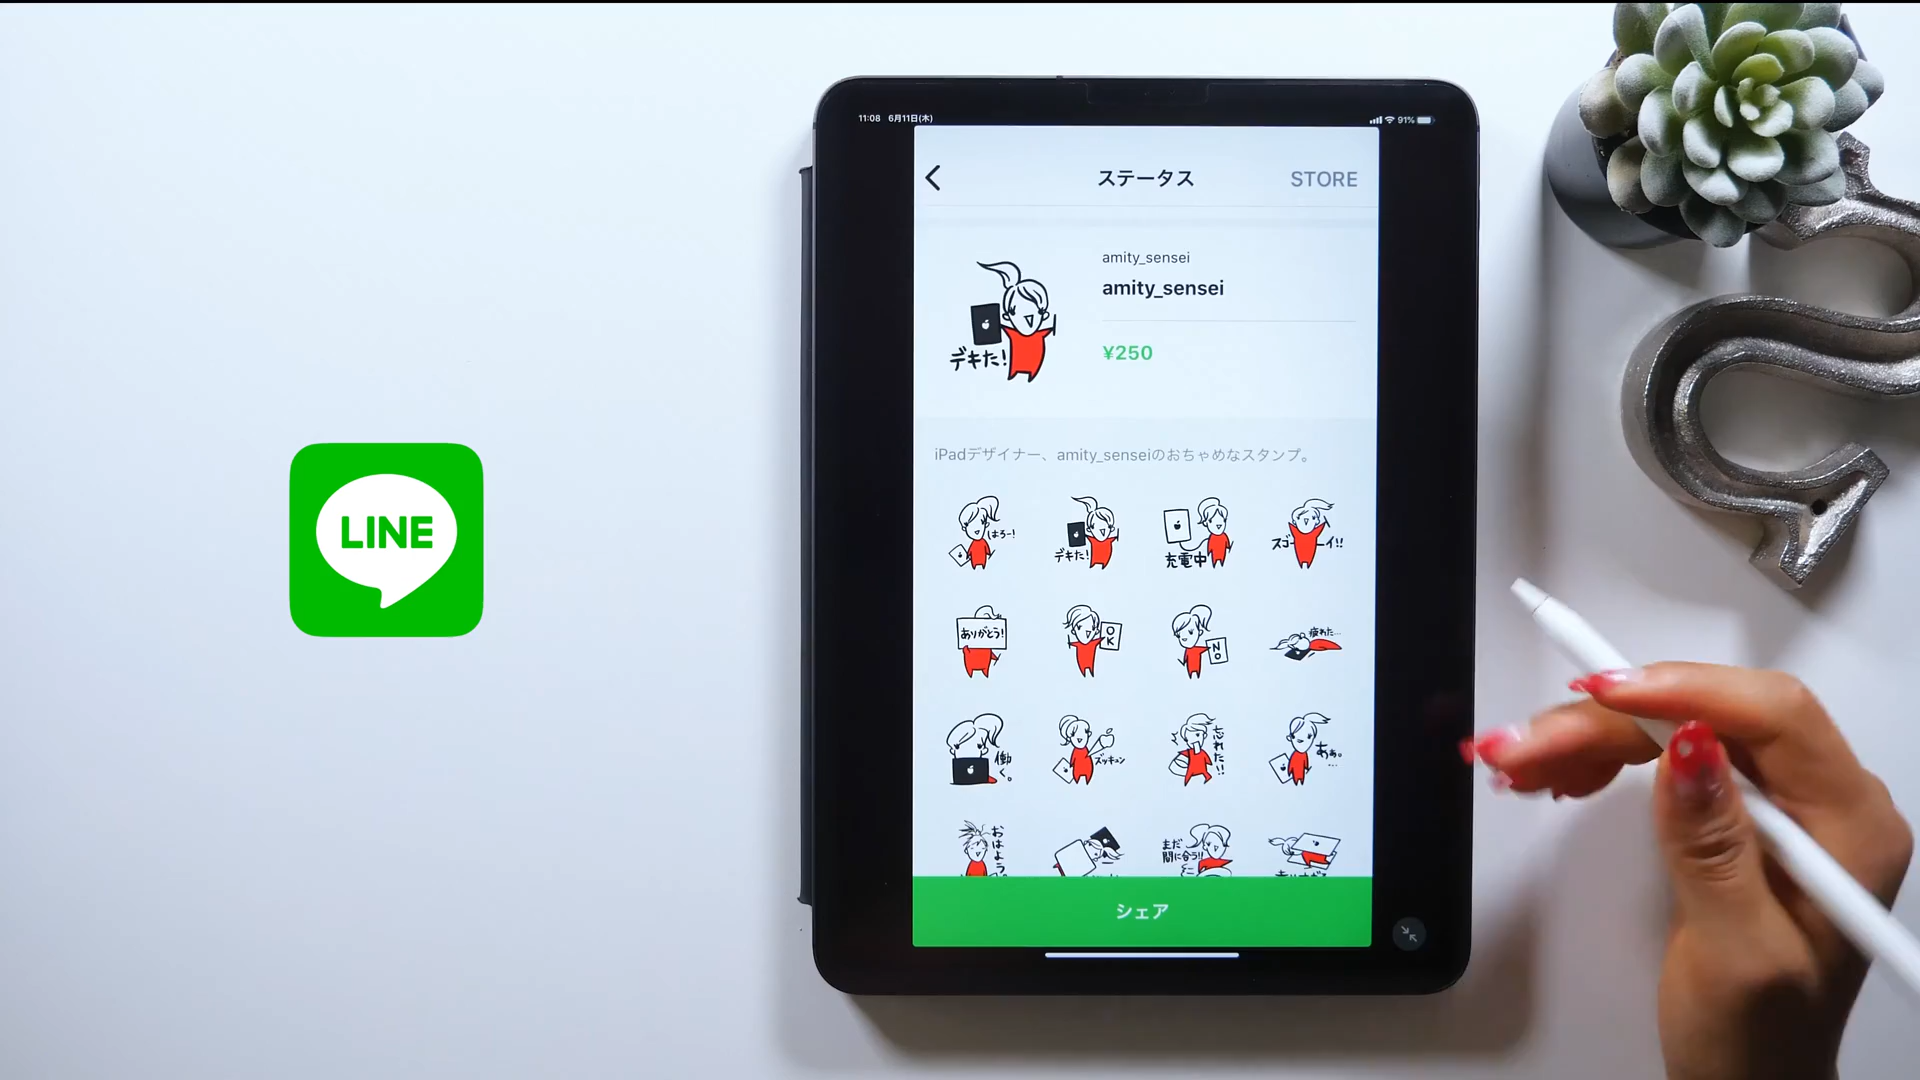 11:08 6月11日(木)
91%
ステータス
STORE
amity_sensei
amity_sensei
¥250
デキた!
iPadデザイナー、amity_senseiのおちゃめなスタンプ。
はろー!
デキた!
充電中
スゴーイ!!
ありがとう!
OK
NO
疲れた…
働く。
ズッキュン
忘れた!!
あぁ。…
おはよう。
まだ
間に合う!!
シェア
LINE